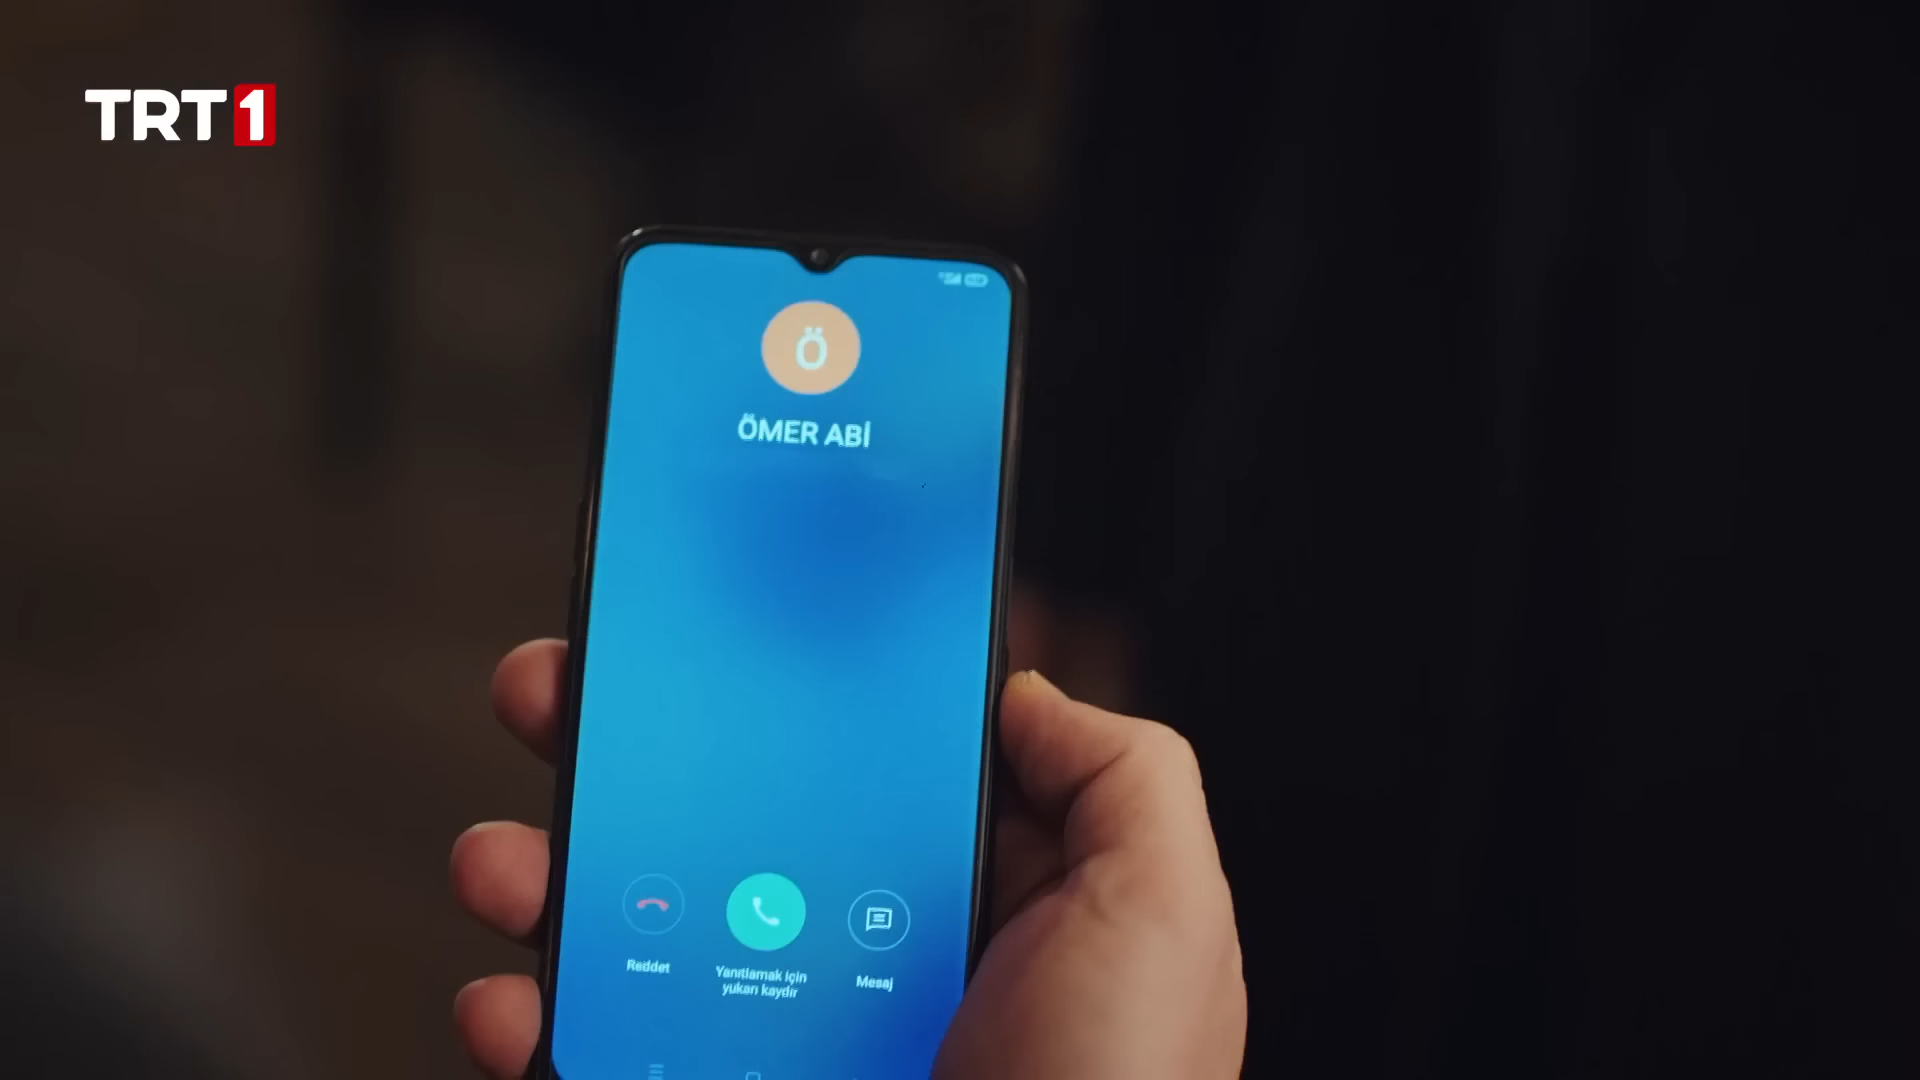 TRT1
Ö
ÖMER ABİ
Reddet
Yanıtlamak için
yukarı kaydır
Mesaj